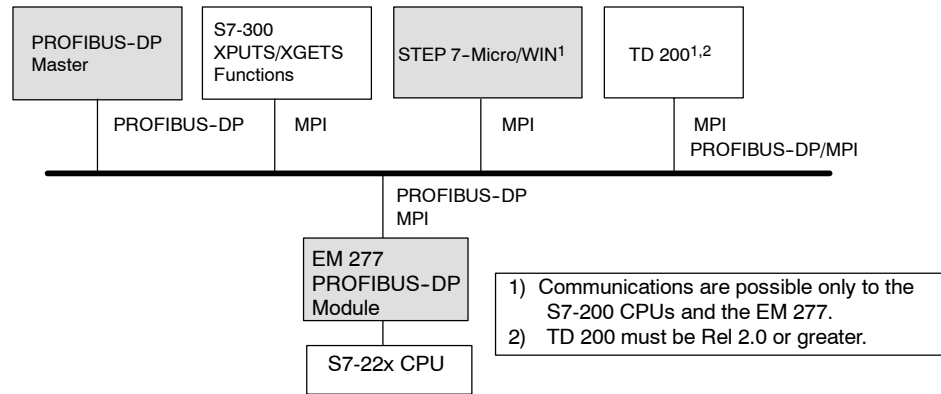 PROFIBUS-DP
Master
S7-300
XPUTS/XGETS
Functions
STEP 7-Micro/WIN¹
TD 200¹,²
PROFIBUS-DP
MPI
MPI
MPI
PROFIBUS-DP/MPI
PROFIBUS-DP
MPI
EM 277
PROFIBUS-DP
Module
S7-22x CPU
1) Communications are possible only to the
S7-200 CPUs and the EM 277.
2) TD 200 must be Rel 2.0 or greater.